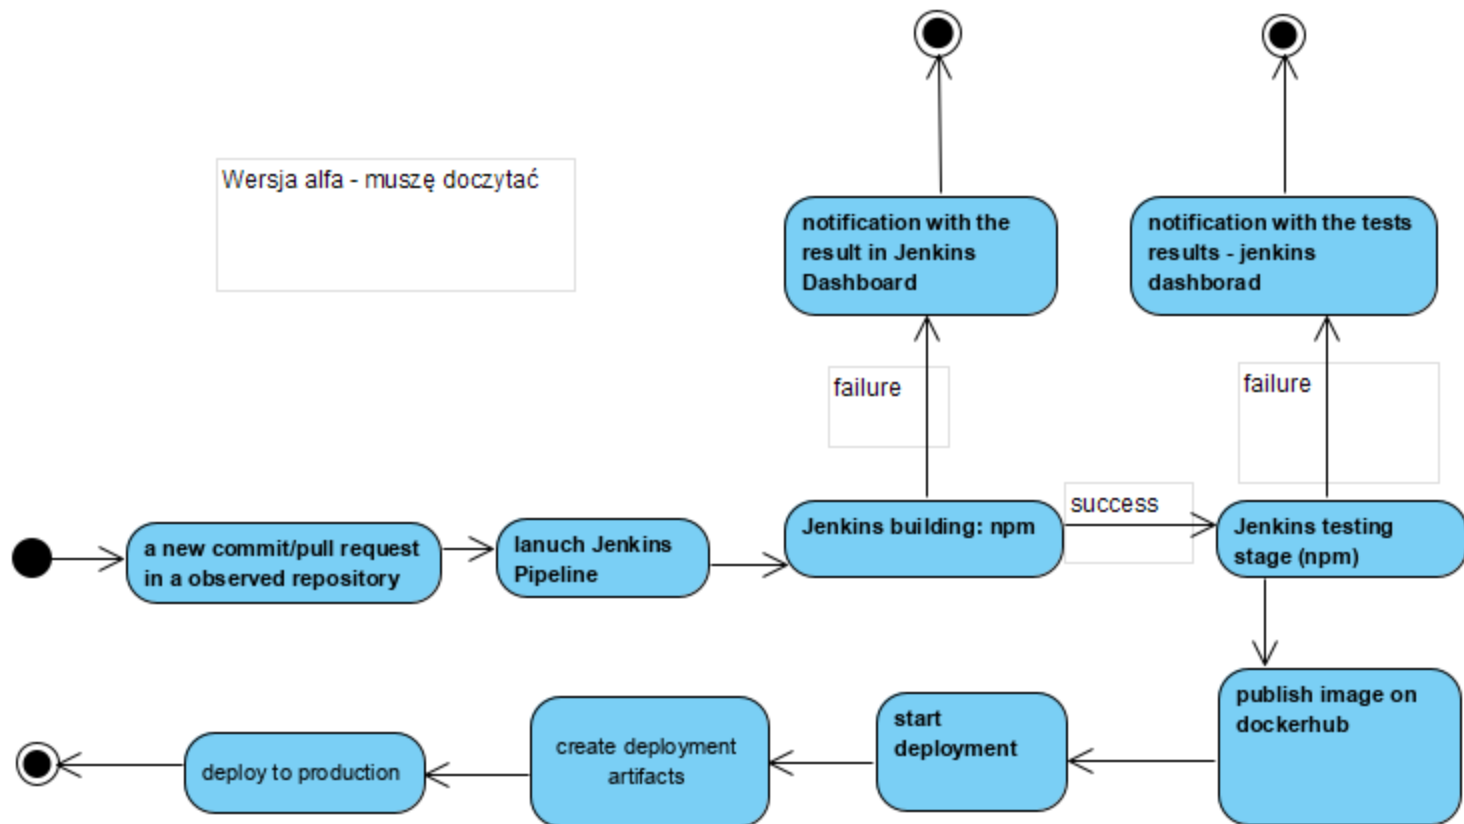 Wersja alfa - muszę doczytać
notification with the
result in Jenkins
Dashboard
notification with the tests
results - jenkins
dashborad
failure
failure
a new commit/pull request
in a observed repository
lanuch Jenkins
Pipeline
Jenkins building: npm
success
Jenkins testing
stage (npm)
publish image on
dockerhub
start
deployment
create deployment
artifacts
deploy to production